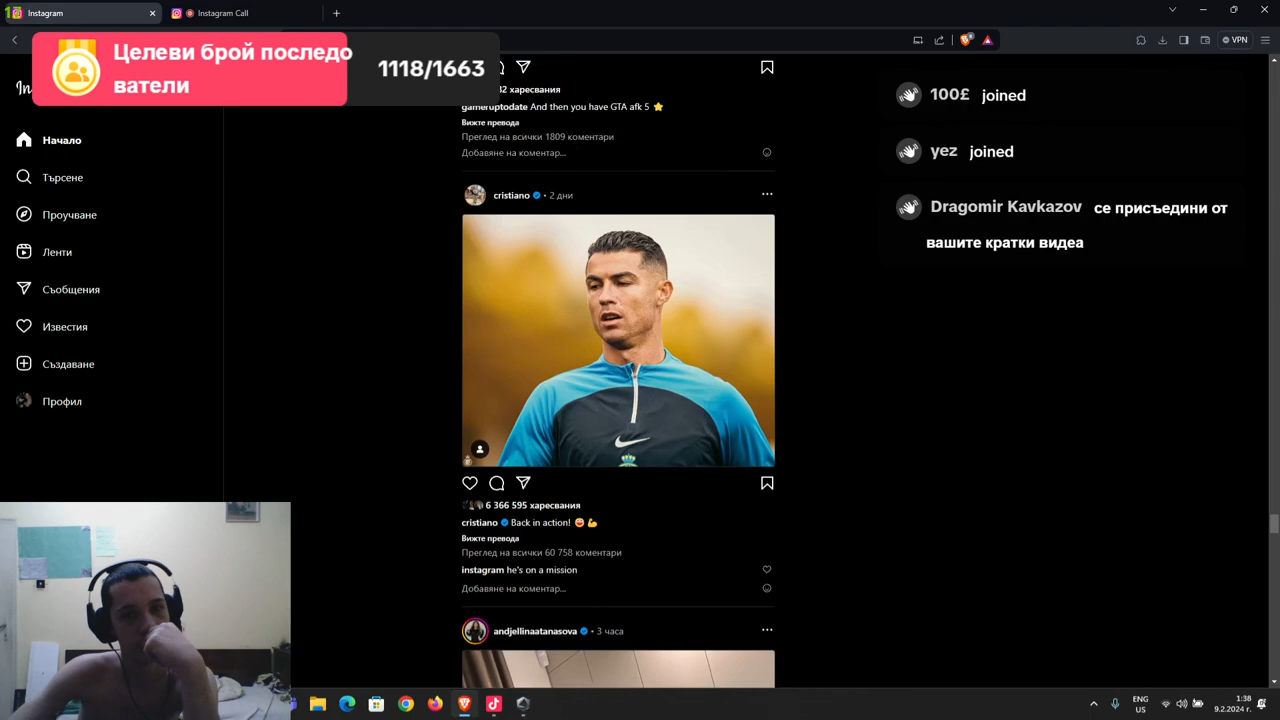 Instagram
Instagram Call
VPN
Целеви брой последо
ватели
1118/1663
харесвания
gameruptodate And then you have GTA afk 5 ⭐
Вижте превода
Преглед на всички 1809 коментари
Добавяне на коментар...
Начало
Търсене
Проучване
Ленти
Съобщения
Известия
Създаване
Профил
cristiano • 2 дни
6 366 595 харесвания
cristiano Back in action! 😄 💪
Вижте превода
Преглед на всички 60 758 коментари
instagram he's on a mission
Добавяне на коментар...
andjellinaatanasova • 3 часа
100£ joined
yez joined
Dragomir Kavkazov се присъедини от
вашите кратки видеа
ENG
US
1:38
9.2.2024 г.